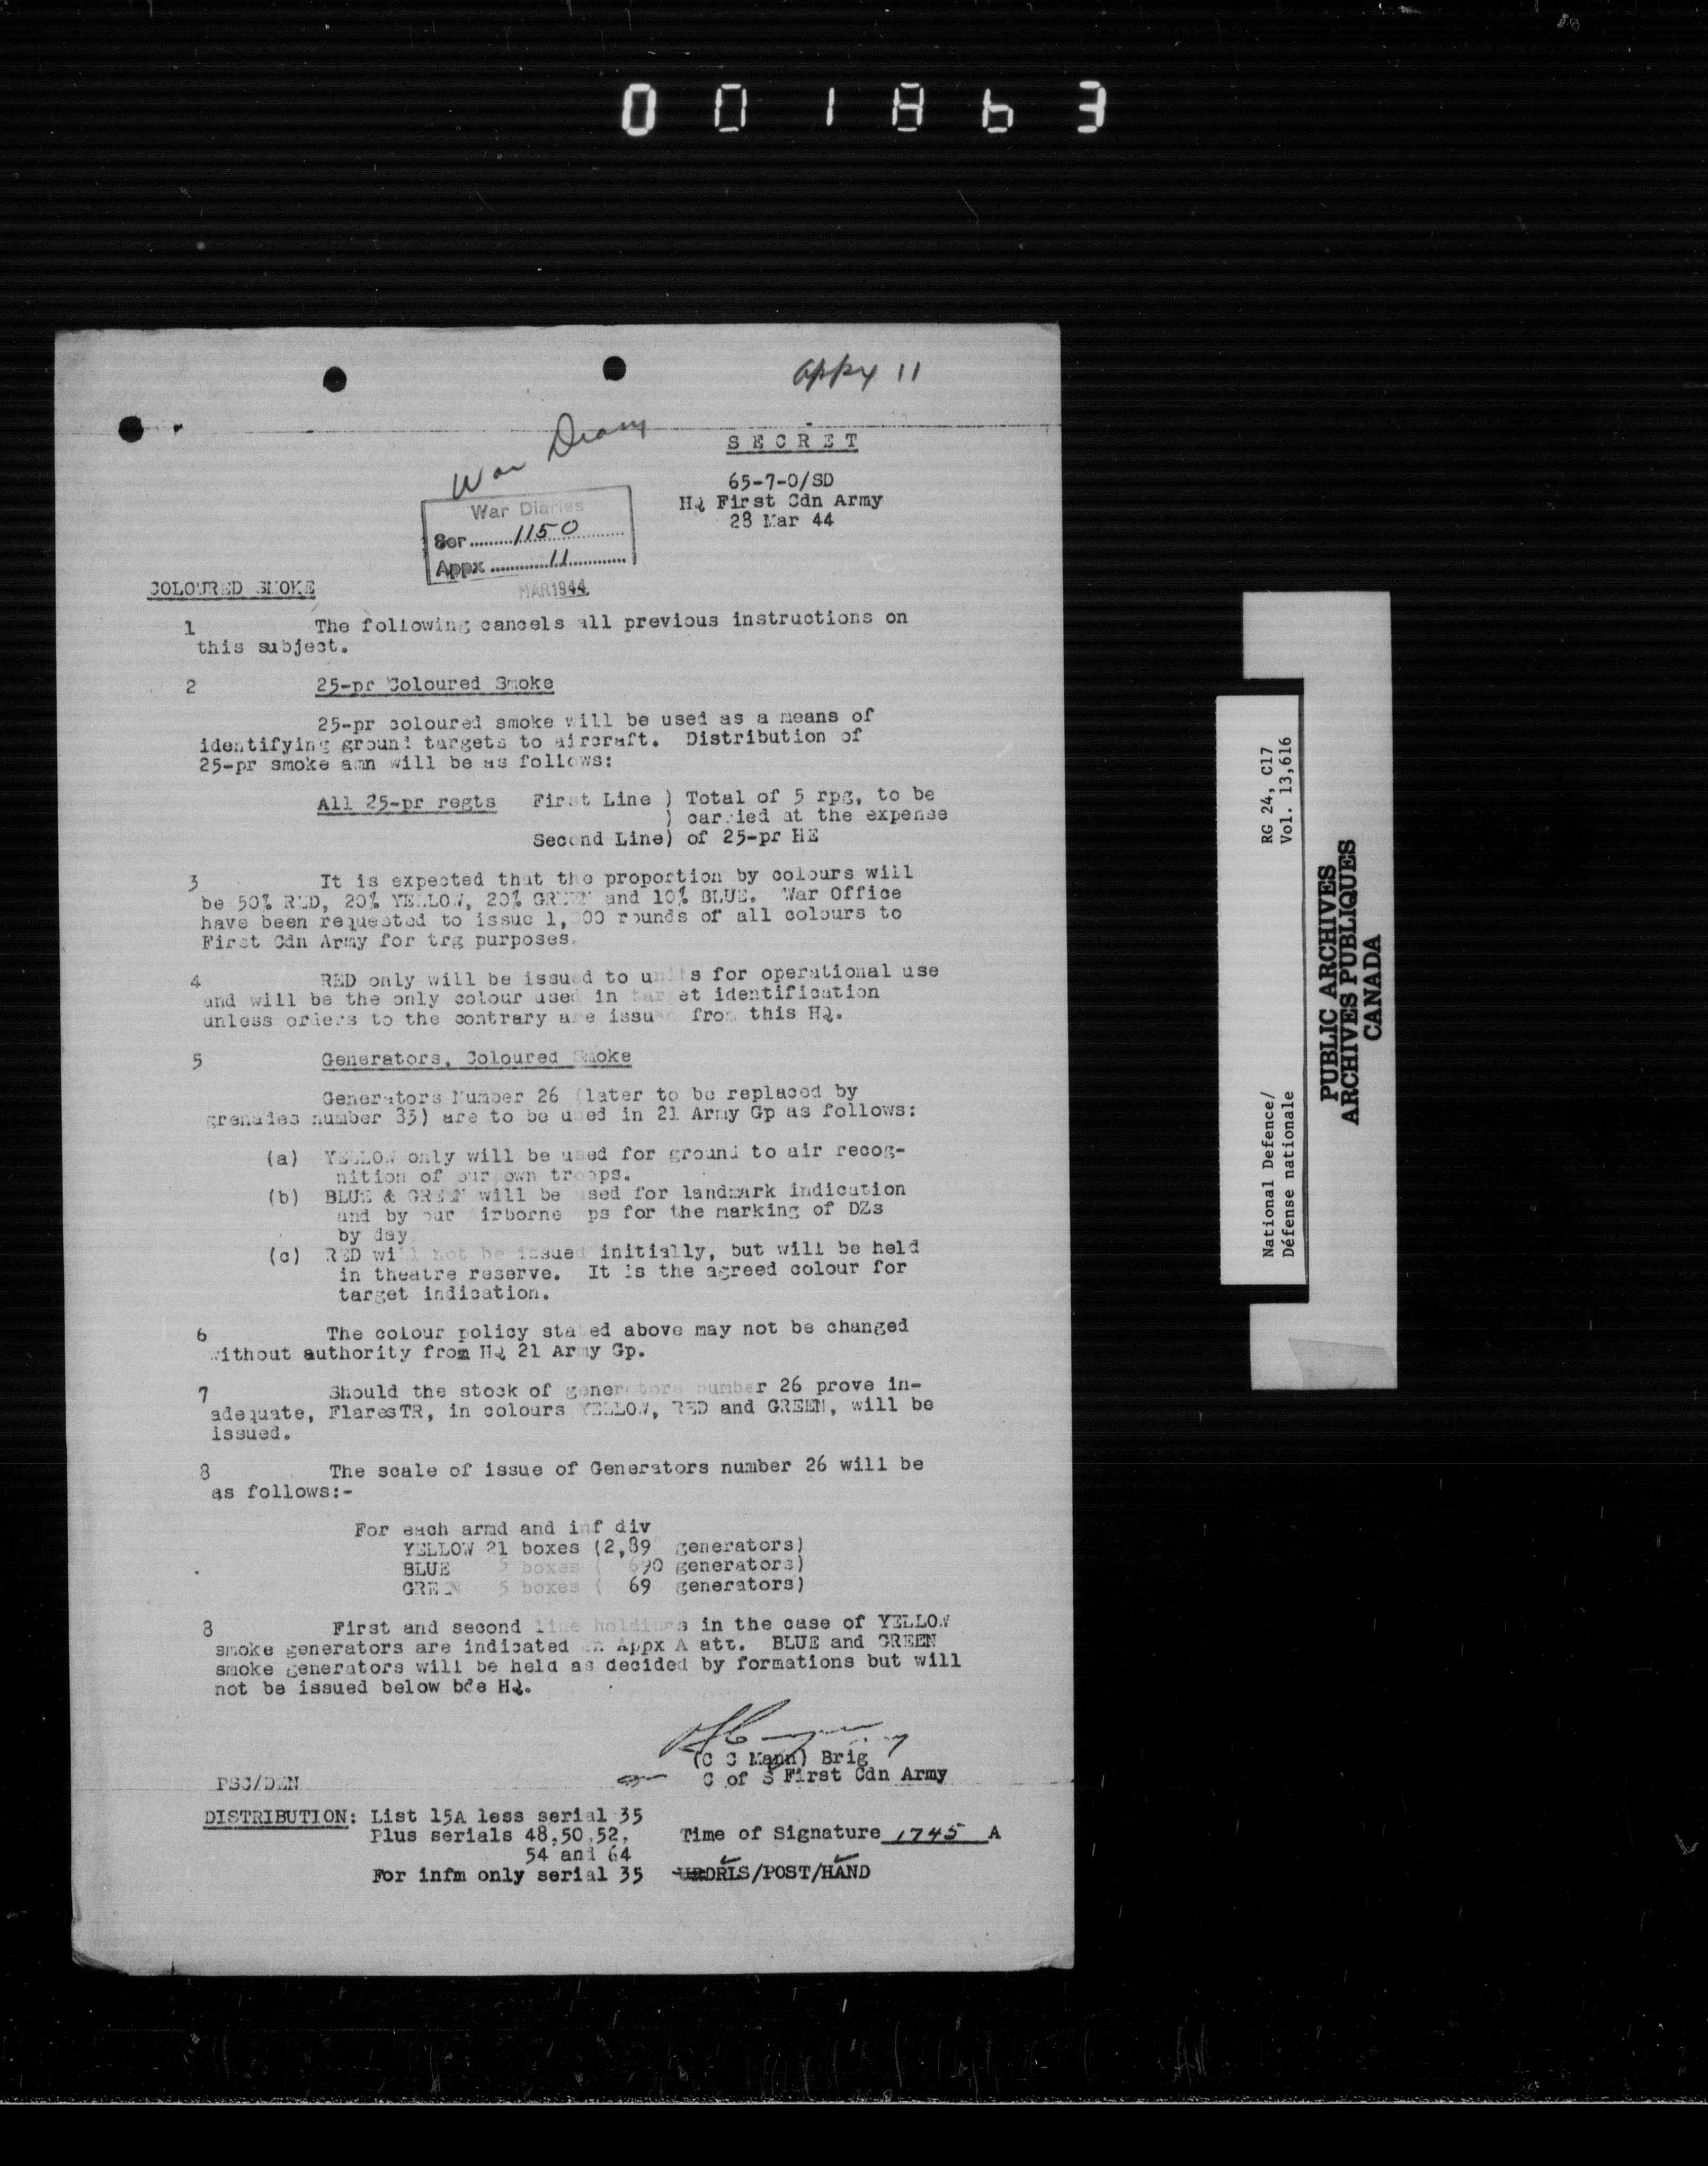 001863
Appx 11
War Diary
SECRET
65-7-0/SD
HQ First Cdn Army
28 Mar 44
War Diaries
Ser. 1150
Appx 11
MAR 1944
COLOURED SMOKE
1 The following cancels all previous instructions on
this subject.
2 25-pr Coloured Smoke
25-pr coloured smoke will be used as a means of
identifying ground targets to aircraft. Distribution of
25-pr smoke amn will be as follows:
All 25-pr regts First Line ) Total of 5 rpg, to be
) carried at the expense
Second Line) of 25-pr HE
3 It is expected that the proportion by colours will
be 50% RED, 20% YELLOW, 20% GREEN and 10% BLUE. War Office
have been requested to issue 1,000 rounds of all colours to
First Cdn Army for trg purposes.
4 RED only will be issued to units for operational use
and will be the only colour used in target identification
unless orders to the contrary are issued from this HQ.
5 Generators, Coloured Smoke
Generators Number 26 (later to be replaced by
grenades number 83) are to be used in 21 Army Gp as follows:
(a) YELLOW only will be used for ground to air recog-
nition of our own troops.
(b) BLUE & GREEN will be used for landmark indication
and by our airborne ps for the marking of DZs
by day
(c) RED will not be issued initially, but will be held
in theatre reserve. It is the agreed colour for
target indication.
6 The colour policy stated above may not be changed
without authority from HQ 21 Army Gp.
7 Should the stock of generators number 26 prove in-
adequate, FlaresTR, in colours YELLOW, RED and GREEN, will be
issued.
8 The scale of issue of Generators number 26 will be
as follows:-
For each armd and inf div
YELLOW 21 boxes (2,89 generators)
BLUE 5 boxes ( 690 generators)
GREEN 5 boxes ( 69 generators)
8 First and second line holdings in the case of YELLOW
smoke generators are indicated in Appx A att. BLUE and GREEN
smoke generators will be held as decided by formations but will
not be issued below bde HQ.
(C C Mann) Brig
C of S First Cdn Army
PSC/DEN
DISTRIBUTION: List 15A less serial 35
Plus serials 48,50,52,
54 and 64
For infm only serial 35
Time of Signature 1745 A
DRLS/POST/HAND
RG 24, C17
Vol. 13,616
National Defence/
Défense nationale
PUBLIC ARCHIVES
ARCHIVES PUBLIQUES
CANADA